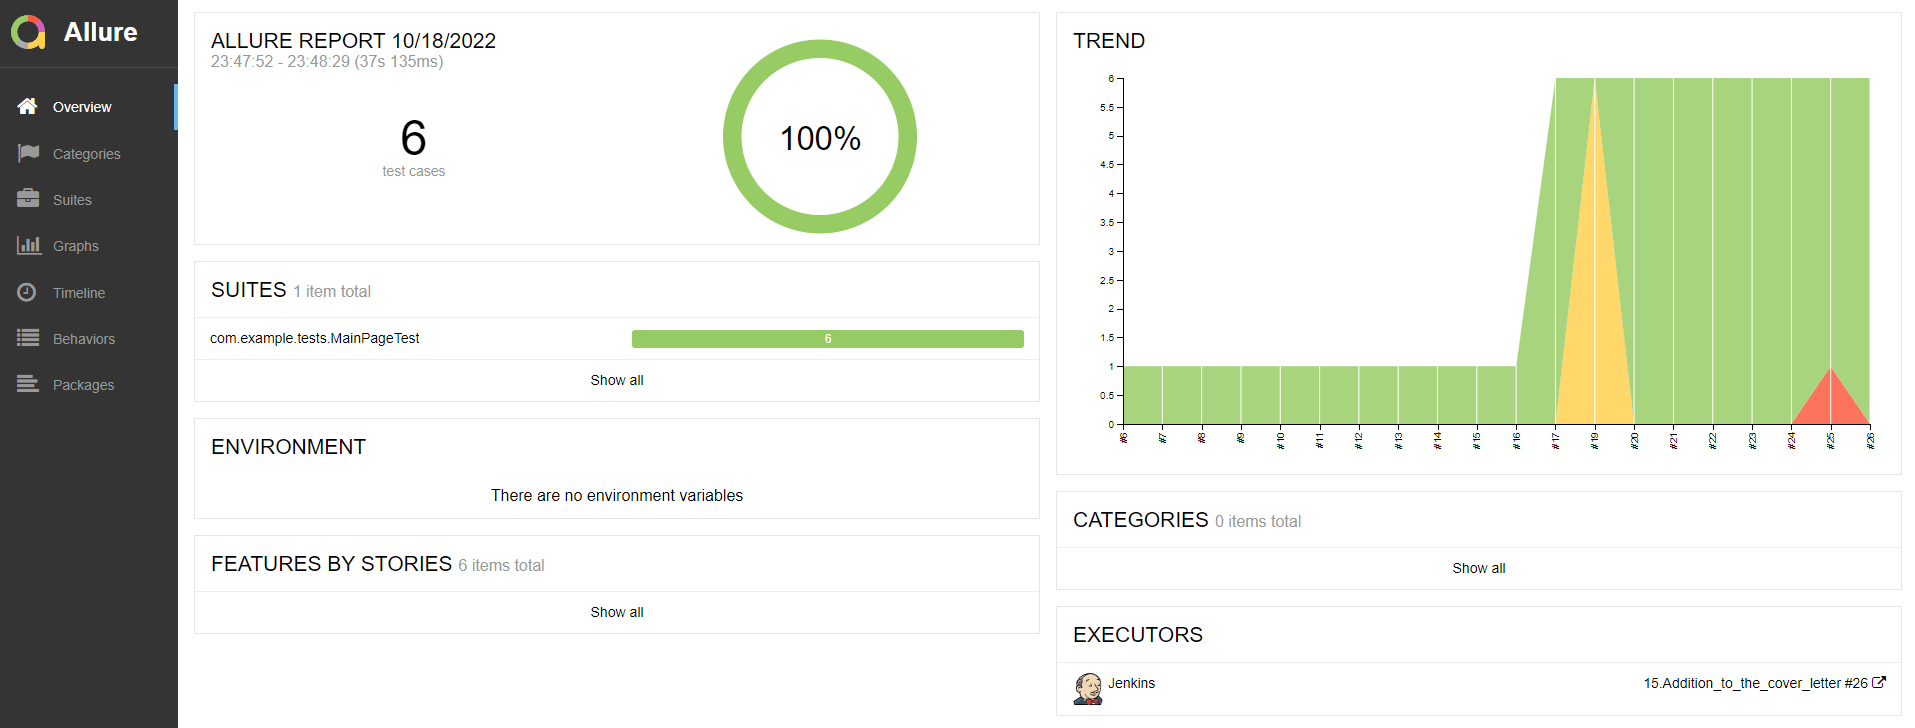 Allure
Overview
Categories
Suites
Graphs
Timeline
Behaviors
Packages
ALLURE REPORT 10/18/2022
23:47:52 - 23:48:29 (37s 135ms)
6
test cases
100%
SUITES 1 item total
com.example.tests.MainPageTest 6
Show all
ENVIRONMENT
There are no environment variables
FEATURES BY STORIES 6 items total
Show all
TREND
6
5.5
5
4.5
4
3.5
3
2.5
2
1.5
1
0.5
0
#6 #7 #8 #9 #10 #11 #12 #13 #14 #15 #16 #17 #19 #20 #21 #22 #23 #24 #25 #26
CATEGORIES 0 items total
Show all
EXECUTORS
Jenkins 15.Addition_to_the_cover_letter #26